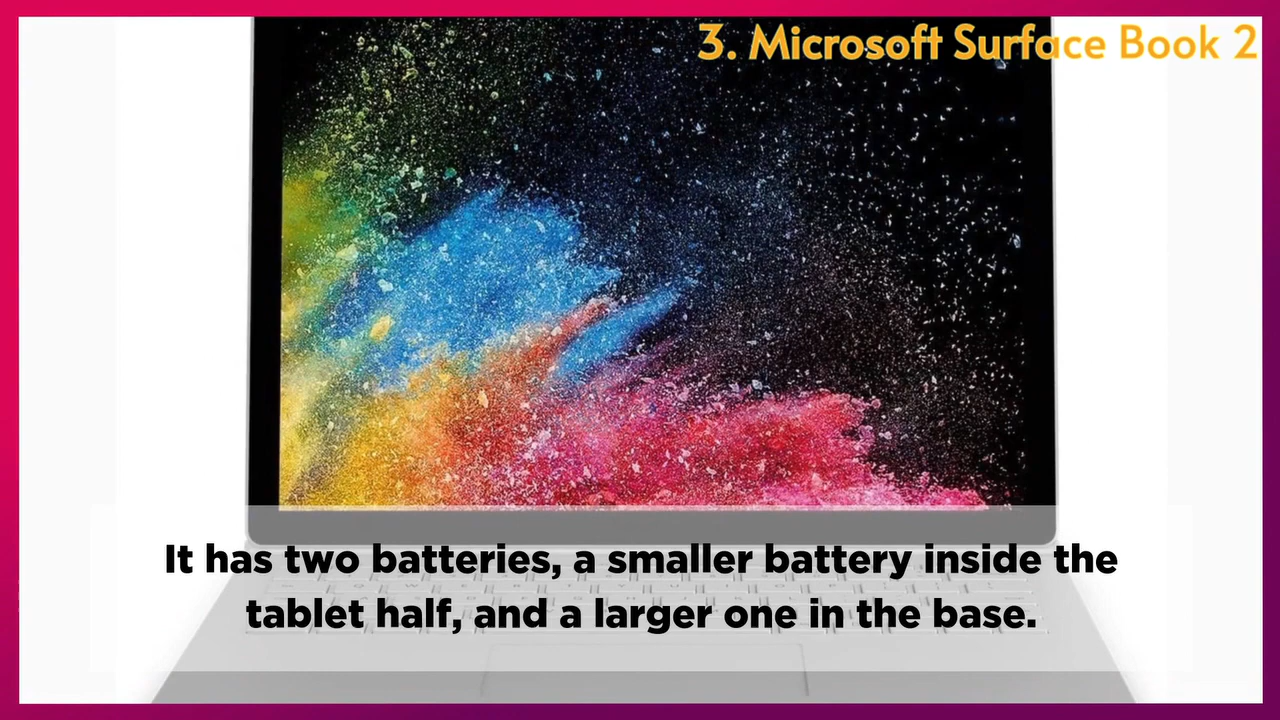 3. Microsoft Surface Book 2
It has two batteries, a smaller battery inside the
tablet half, and a larger one in the base.